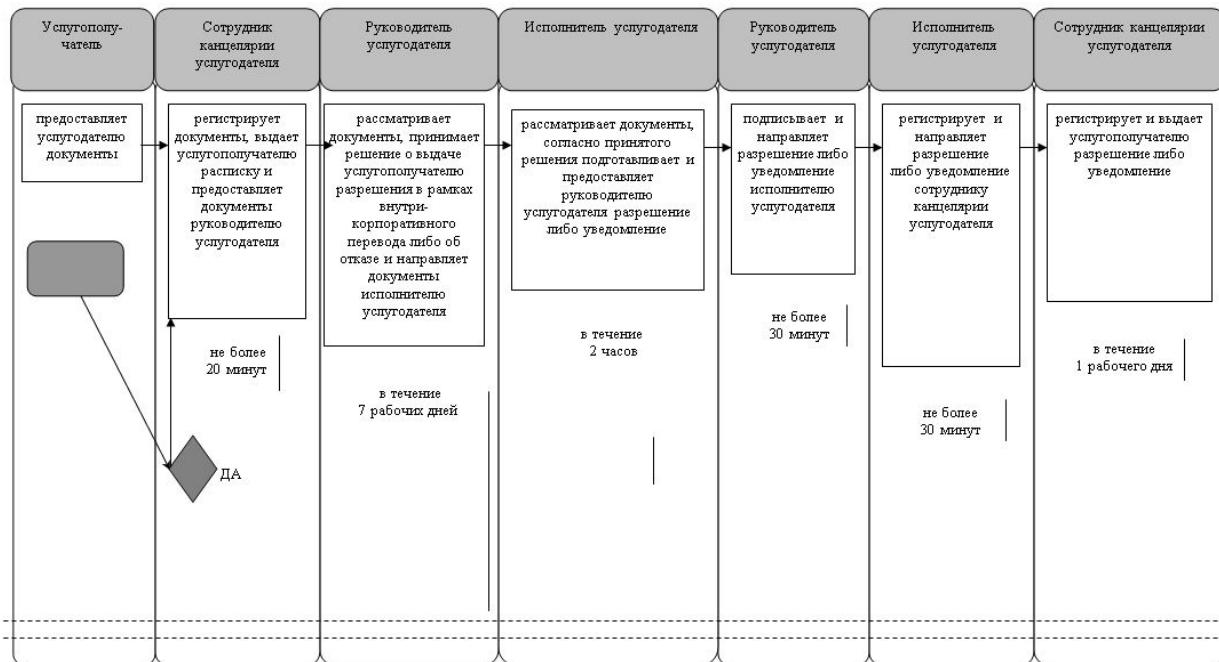 Услугополу-
чатель
Сотрудник
канцелярии
услугодателя
Руководитель
услугодателя
Исполнитель услугодателя
Руководитель
услугодателя
Исполнитель
услугодателя
Сотрудник канцелярии
услугодателя
предоставляет
услугодателю
документы
регистрирует
документы, выдает
услугополучателю
расписку и
предоставляет
документы
руководителю
услугодателя
рассматривает
документы, принимает
решение о выдаче
услугополучателю
разрешения в рамках
внутри-
корпоративного
перевода либо об
отказе и направляет
документы
исполнителю
услугодателя
рассматривает документы,
согласно принятого
решения подготавливает и
предоставляет
руководителю
услугодателя разрешение
либо уведомление
подписывает и
направляет
разрешение либо
уведомление
исполнителю
услугодателя
регистрирует и
направляет
разрешение
либо уведомление
сотруднику
канцелярии
услугодателя
регистрирует и выдает
услугополучателю
разрешение либо
уведомление
не более
20 минут
в течение
7 рабочих дней
в течение
2 часов
не более
30 минут
не более
30 минут
в течение
1 рабочего дня
ДА